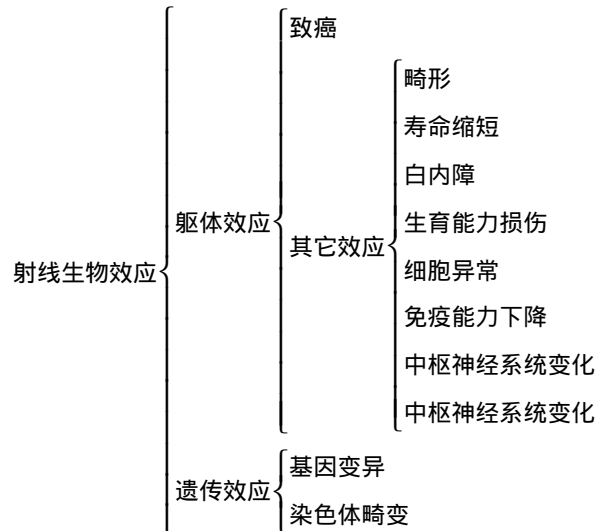 致癌
畸形
寿命缩短
白内障
躯体效应
生育能力损伤
其它效应
射线生物效应
细胞异常
免疫能力下降
中枢神经系统变化
中枢神经系统变化
基因变异
遗传效应
染色体畸变